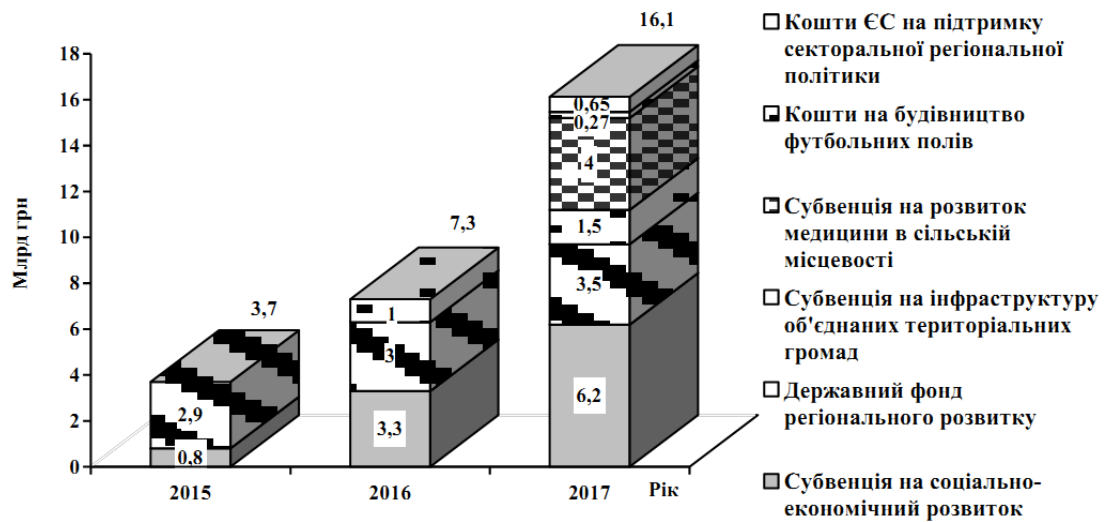 16,1
7,3
3,7
Млрд грн
18
16
14
12
10
8
6
4
2
0
0,65
0,27
4
1,5
3,5
6,2
1
3
3,3
2,9
0,8
2015
2016
2017
Рік
Кошти ЄС на підтримку
секторальної регіональної
політики
Кошти на будівництво
футбольних полів
Субвенція на розвиток
медицини в сільській
місцевості
Субвенція на інфраструктуру
об'єднаних територіальних
громад
Державний фонд
регіонального розвитку
Субвенція на соціально-
економічний розвиток